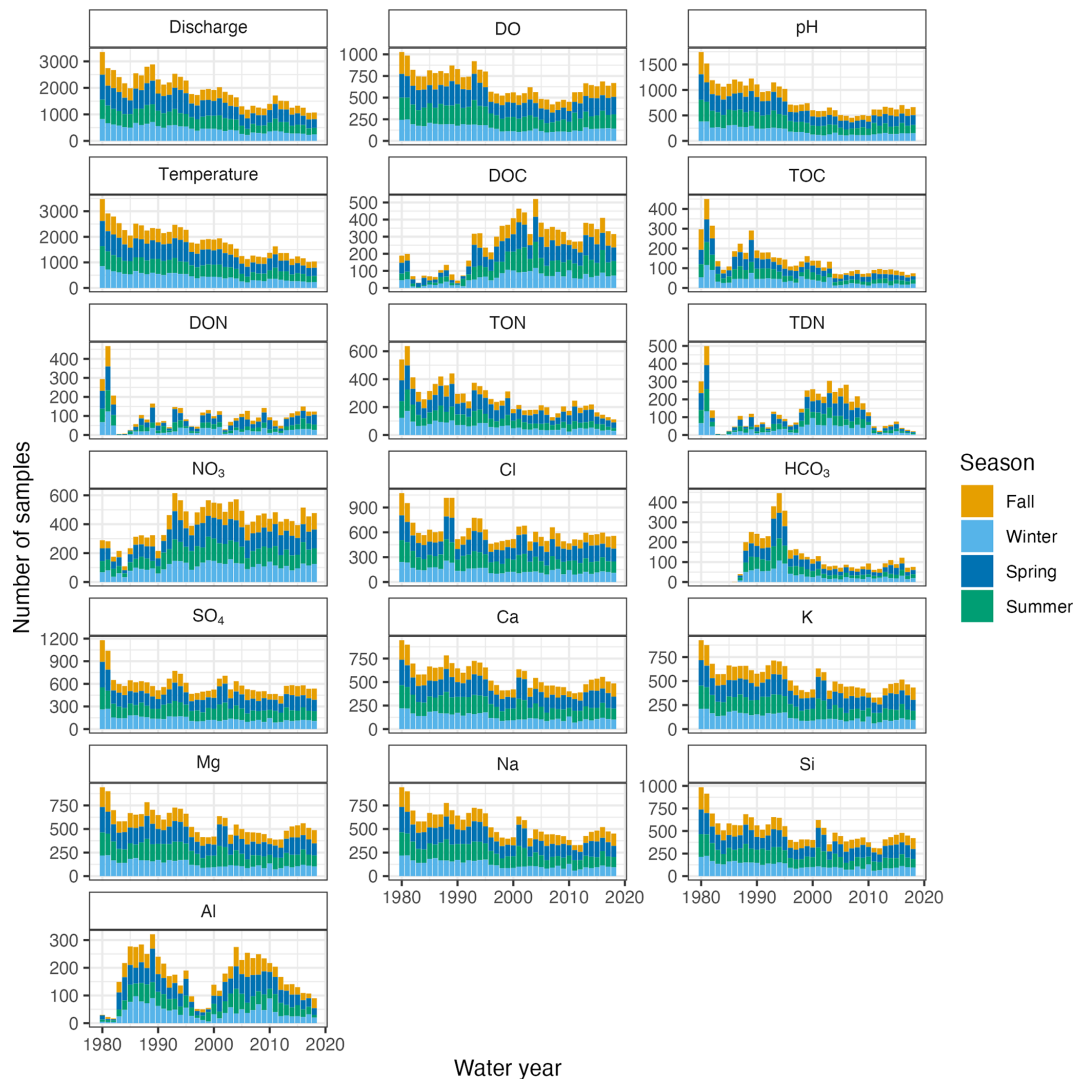 Discharge DO pH
3000 2000 1000 0
1000 750 500 250 0
1500 1000 500 0
Temperature DOC TOC
3000 2000 1000 0
500 400 300 200 100 0
400 300 200 100 0
DON TON TDN
400 300 200 100 0
600 400 200 0
500 400 300 200 100 0
NO₃ Cl HCO₃
600 400 200 0
900 600 300 0
400 300 200 100 0
SO₄ Ca K
1200 900 600 300 0
750 500 250 0
750 500 250 0
Mg Na Si
750 500 250 0
750 500 250 0
1000 750 500 250 0
1980 1990 2000 2010 2020
1980 1990 2000 2010 2020
Al
300 200 100 0
1980 1990 2000 2010 2020
Number of samples
Water year
Season
Fall
Winter
Spring
Summer